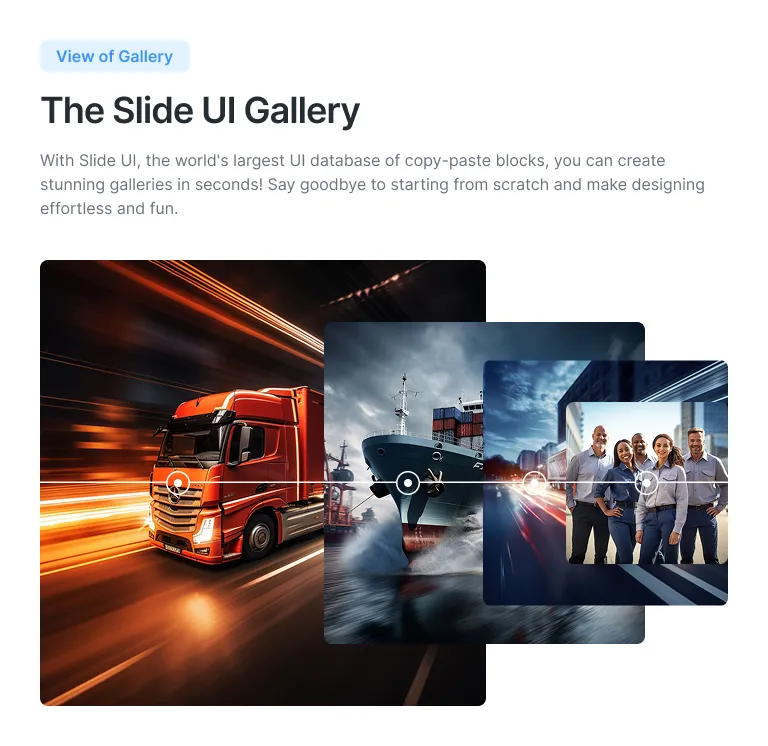 View of Gallery
The Slide UI Gallery
With Slide UI, the world's largest UI database of copy-paste blocks, you can create
stunning galleries in seconds! Say goodbye to starting from scratch and make designing
effortless and fun.